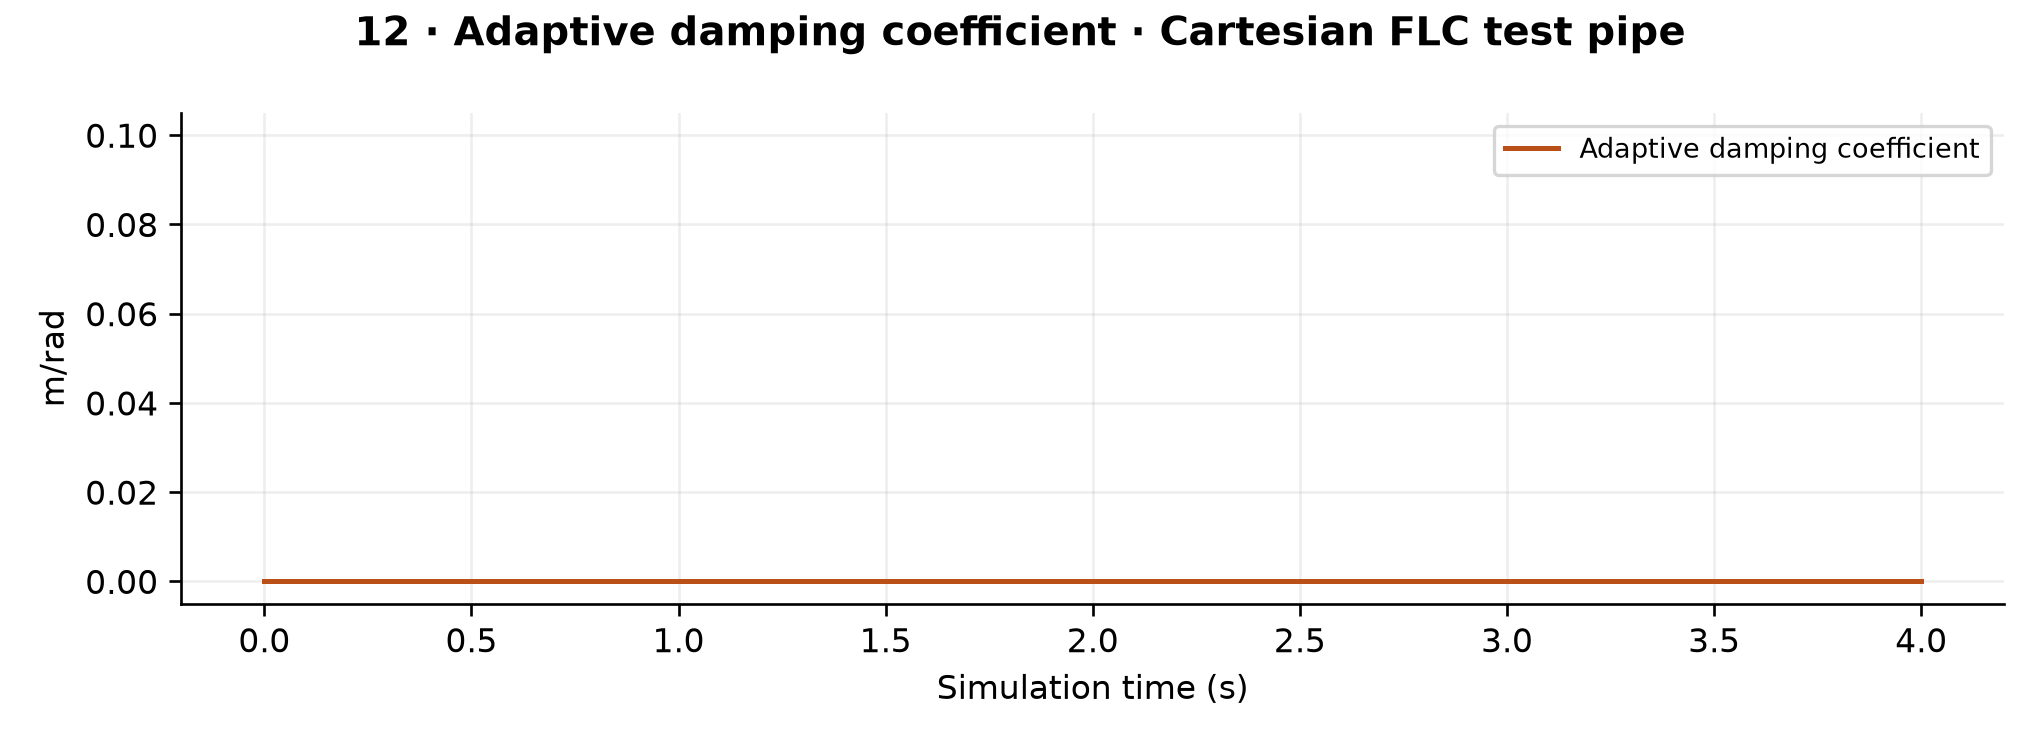 12 · Adaptive damping coefficient · Cartesian FLC test pipe
Adaptive damping coefficient
m/rad
0.10
0.08
0.06
0.04
0.02
0.00
0.0 0.5 1.0 1.5 2.0 2.5 3.0 3.5 4.0
Simulation time (s)